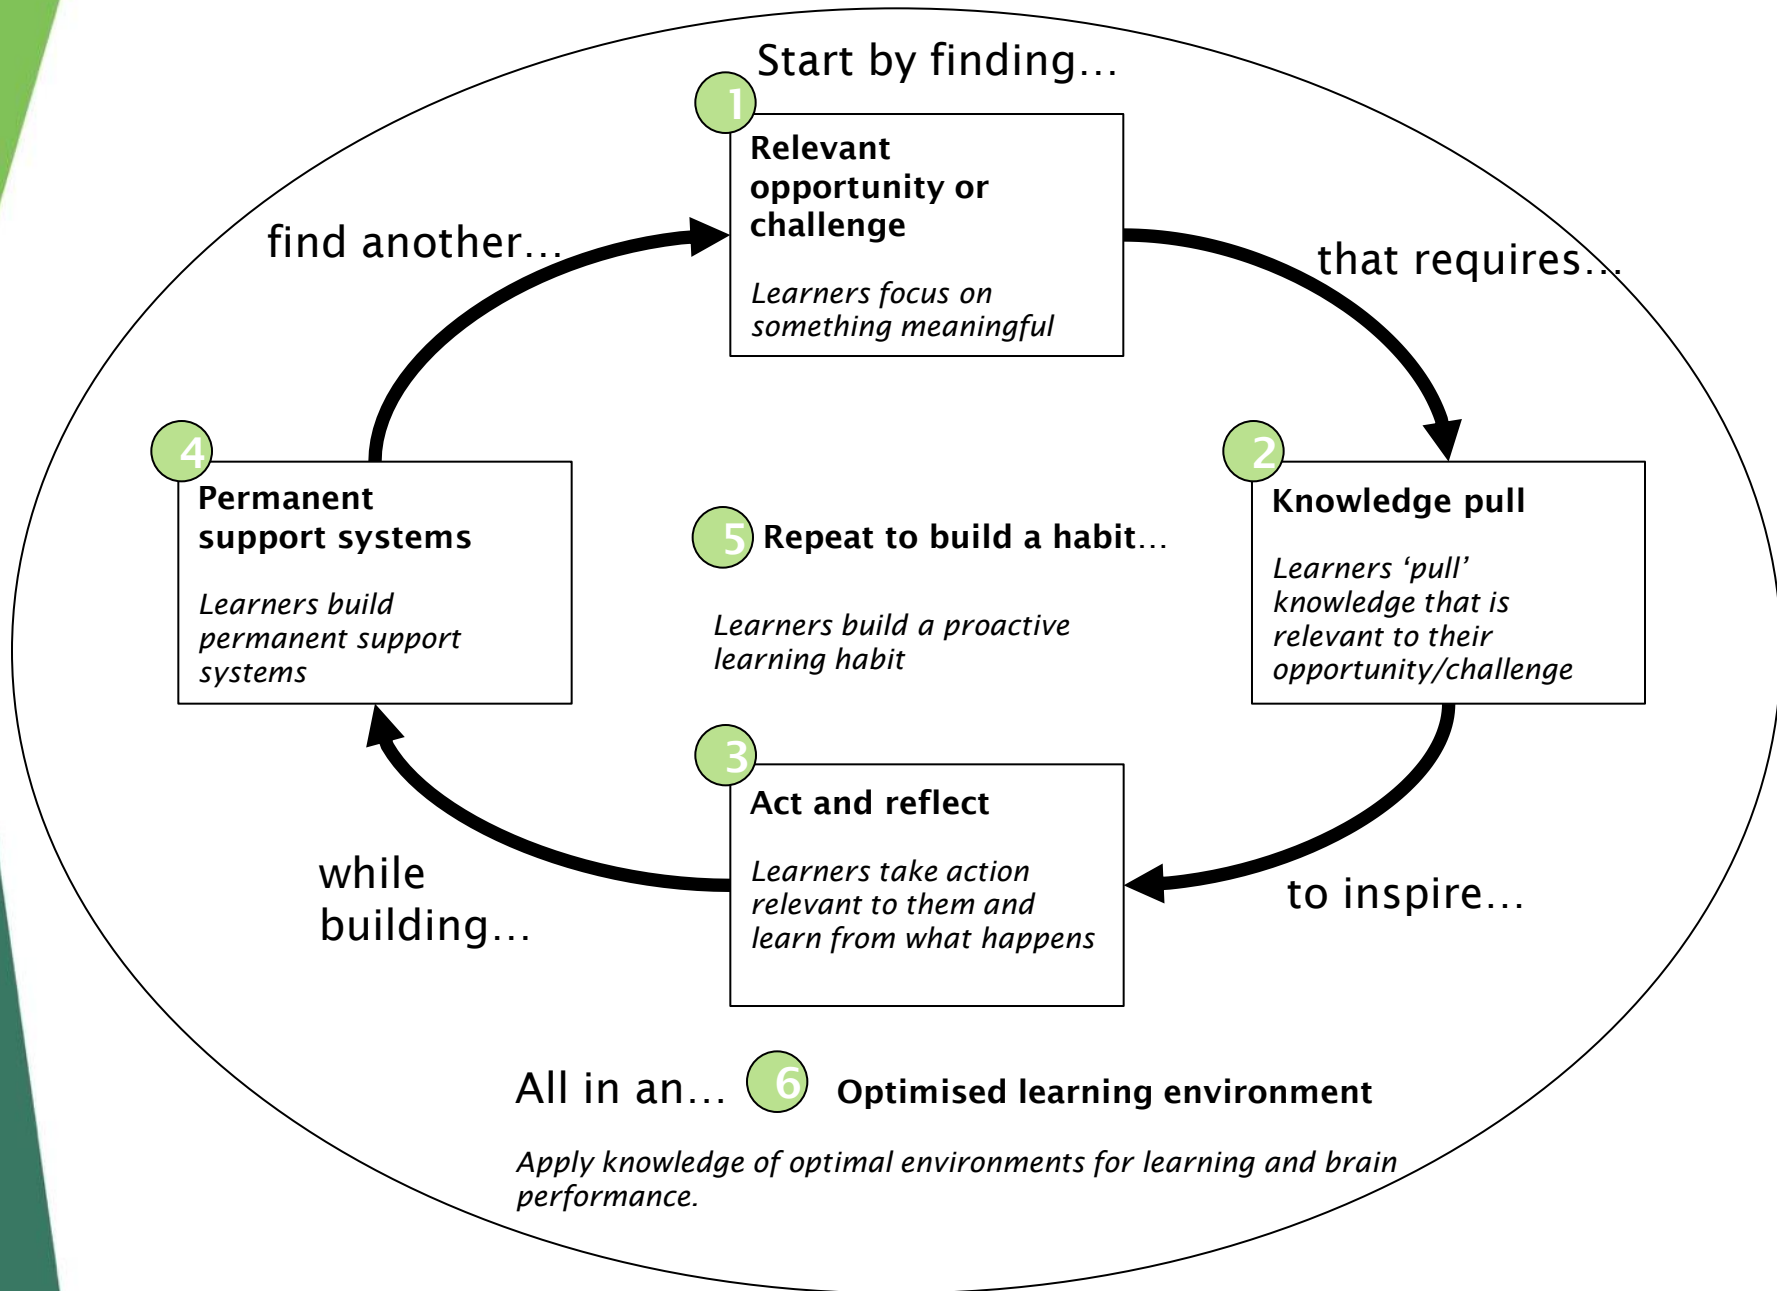 Start by finding…
1
Relevant
opportunity or
challenge
Learners focus on
something meaningful
that requires…
2
Knowledge pull
Learners ‘pull’
knowledge that is
relevant to their
opportunity/challenge
to inspire…
3
Act and reflect
Learners take action
relevant to them and
learn from what happens
while
building…
4
Permanent
support systems
Learners build
permanent support
systems
find another…
5 Repeat to build a habit…
Learners build a proactive
learning habit
All in an… 6 Optimised learning environment
Apply knowledge of optimal environments for learning and brain
performance.